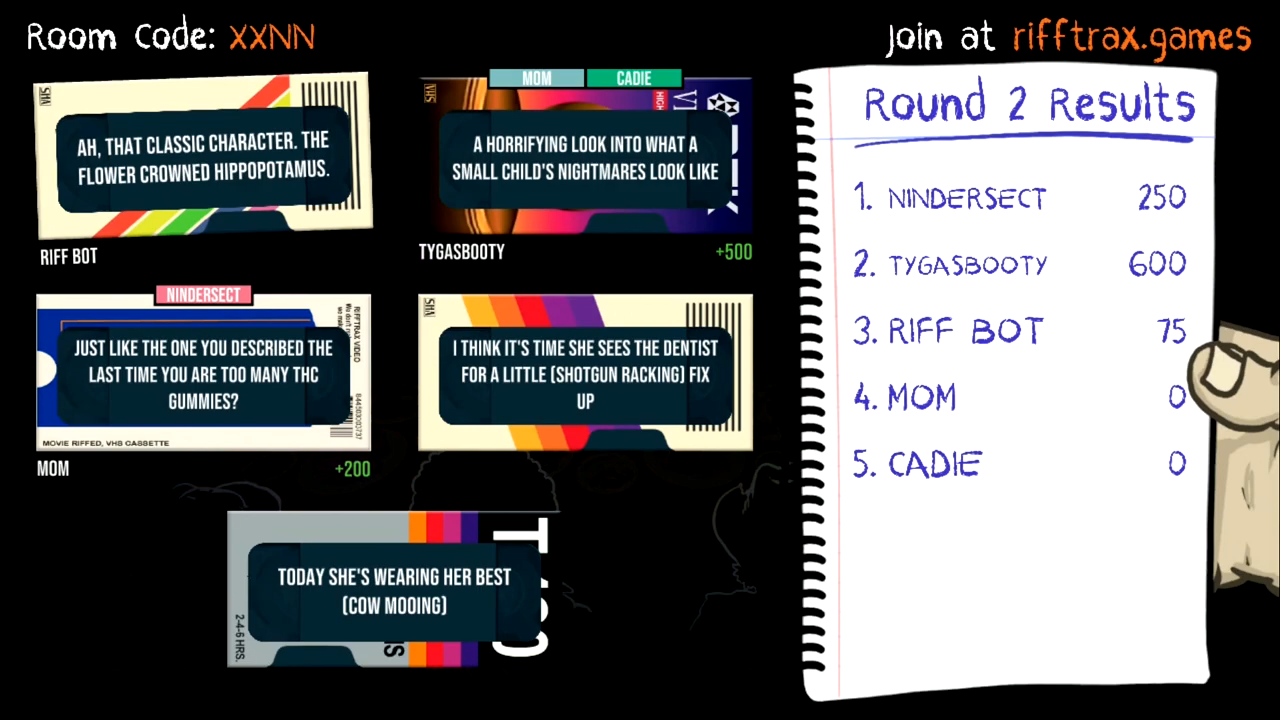 Room Code: XXNN
Join at rifftrax.games
AH, THAT CLASSIC CHARACTER. THE
FLOWER CROWNED HIPPOPOTAMUS.
RIFF BOT
MOM
CADIE
VHS
HIGH
A HORRIFYING LOOK INTO WHAT A
SMALL CHILD'S NIGHTMARES LOOK LIKE
TYGASBOOTY
+500
NINDERSECT
JUST LIKE THE ONE YOU DESCRIBED THE
LAST TIME YOU ARE TOO MANY THC
GUMMIES?
RIFFTRAX VIDEO
MOVIE RIFFED, VHS CASSETTE
MOM
+200
I THINK IT'S TIME SHE SEES THE DENTIST
FOR A LITTLE (SHOTGUN RACKING) FIX
UP
TODAY SHE'S WEARING HER BEST
(COW MOOING)
2-4-6 HRS.
Round 2 Results
1. NINDERSECT 250
2. TYGASBOOTY 600
3. RIFF BOT 75
4. MOM 0
5. CADIE 0